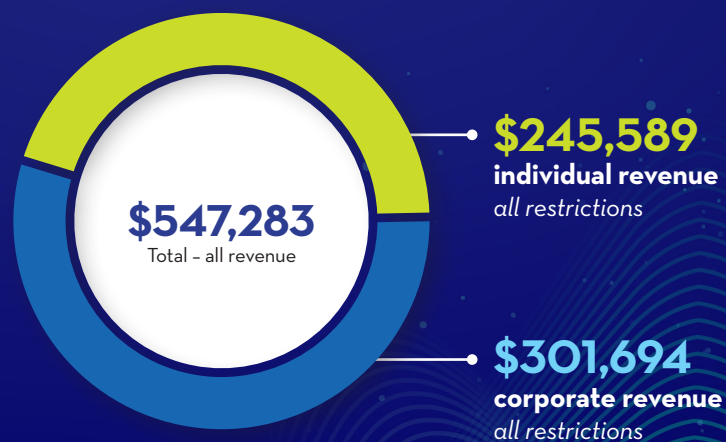 $245,589
individual revenue
all restrictions
$547,283
Total – all revenue
$301,694
corporate revenue
all restrictions